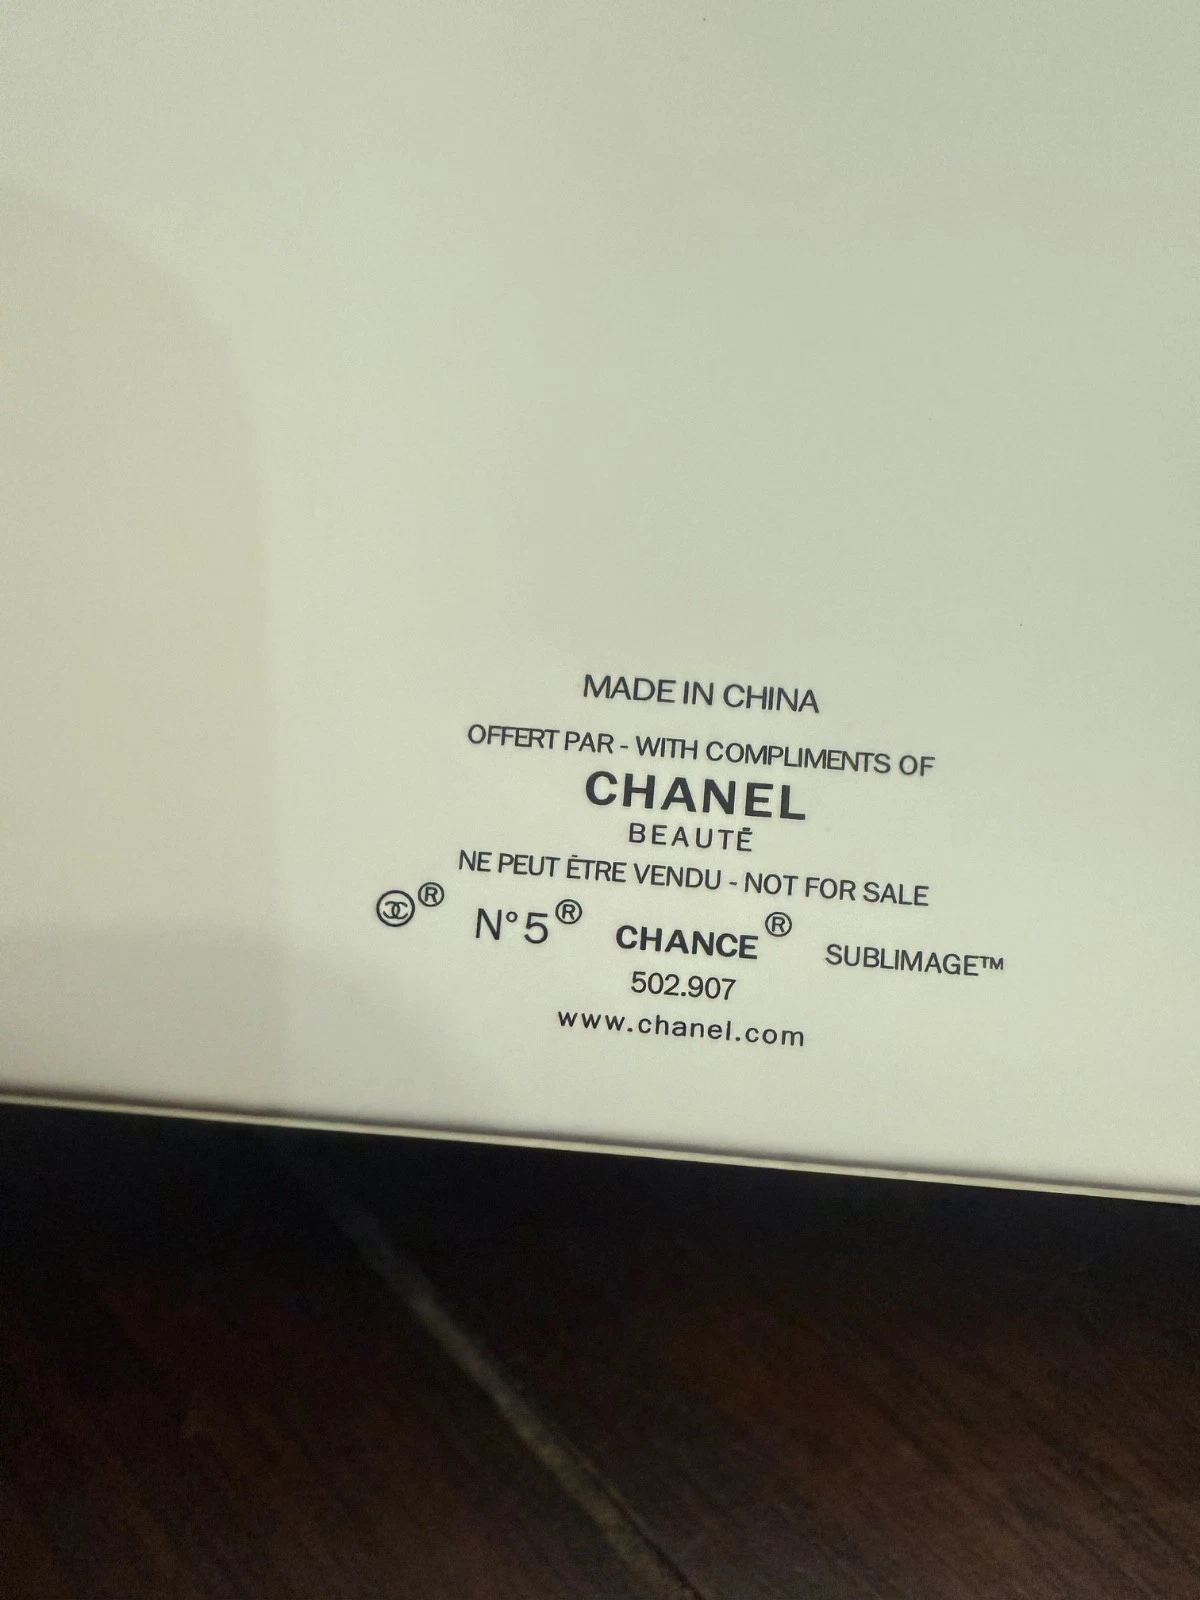 MADE IN CHINA
OFFERT PAR - WITH COMPLIMENTS OF
CHANEL
BEAUTÉ
NE PEUT ÊTRE VENDU - NOT FOR SALE
® N°5® CHANCE® SUBLIMAGE™
502.907
www.chanel.com